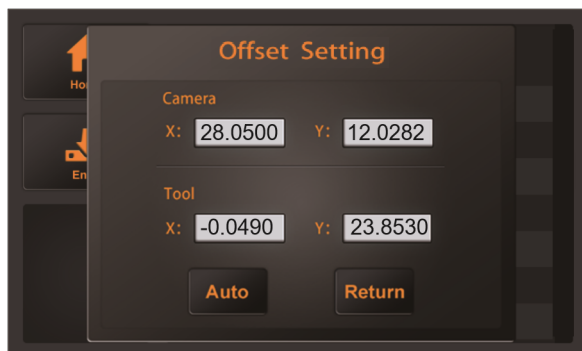 Offset Setting
Camera
X: 28.0500 Y: 12.0282
Tool
X: -0.0490 Y: 23.8530
Auto Return